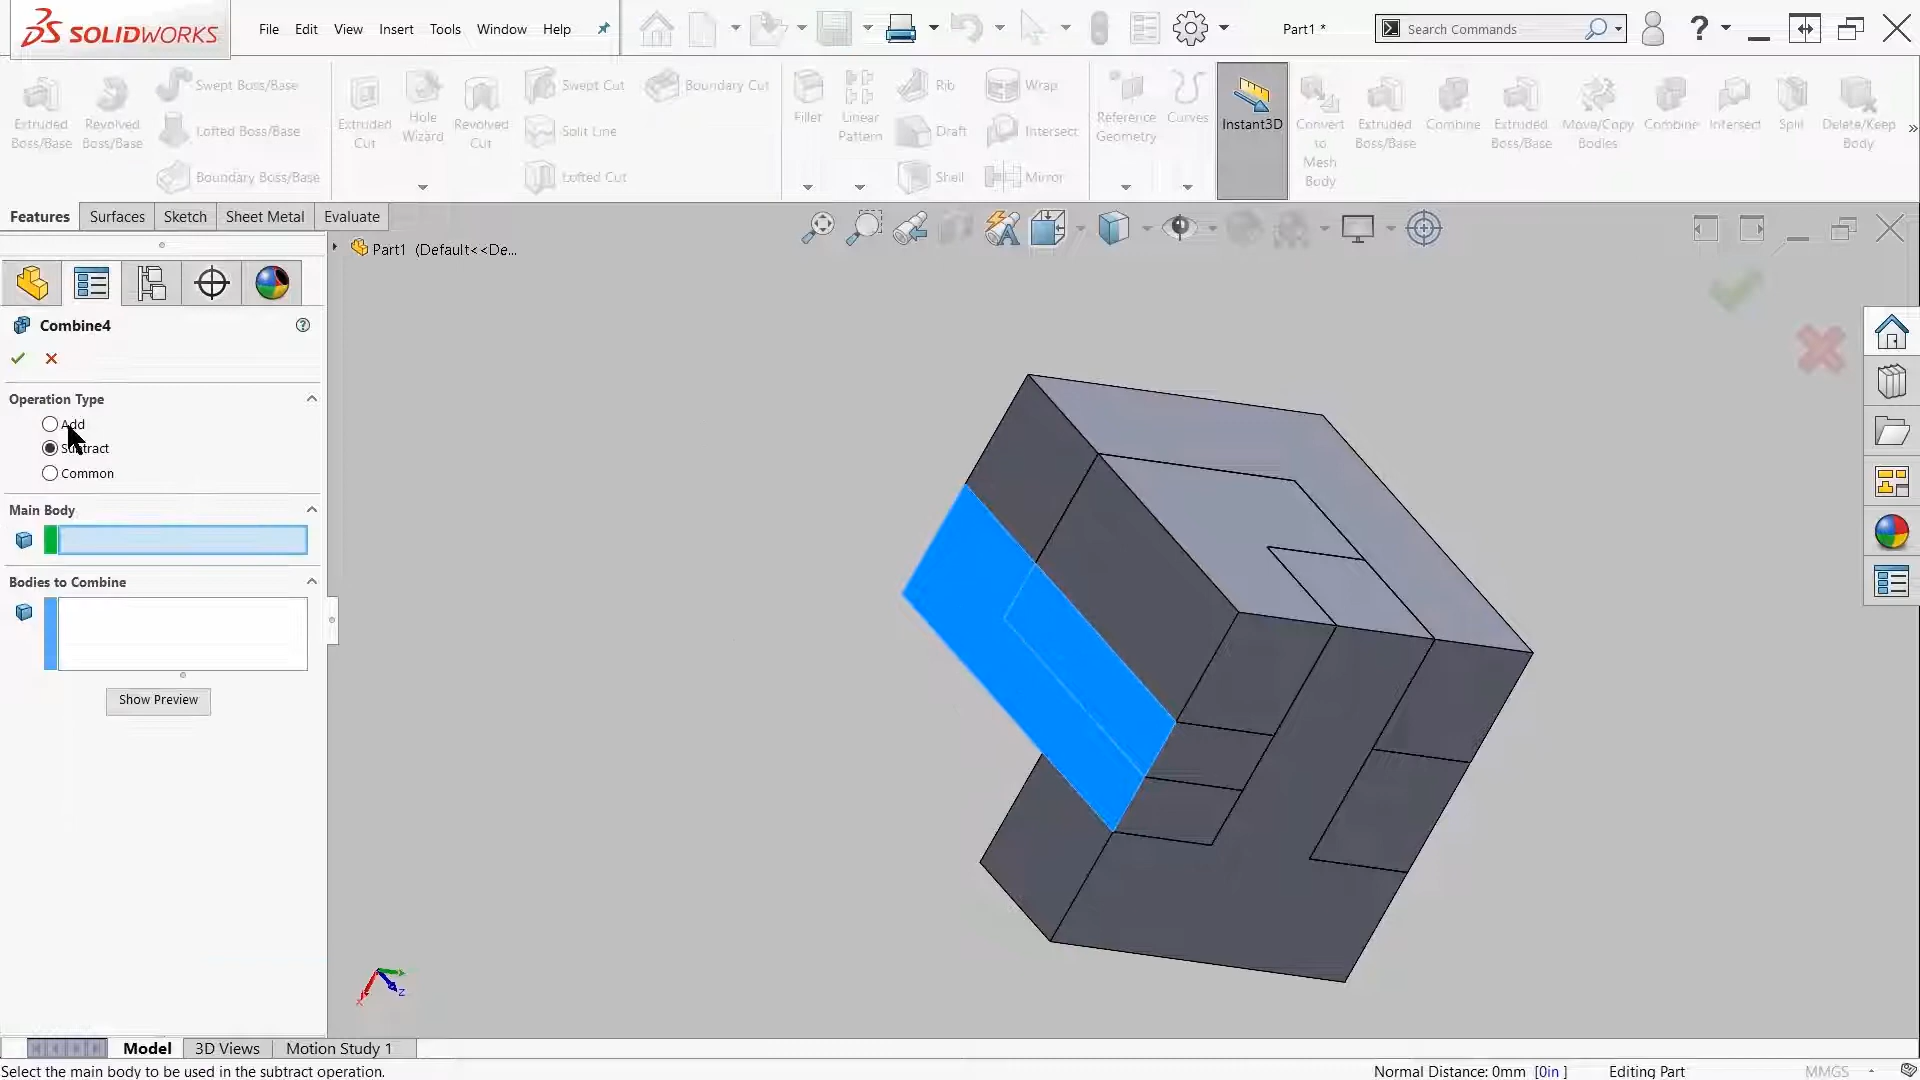 SOLIDWORKS
File Edit View Insert Tools Window Help
Part1 *
Search Commands
?
Extruded Boss/Base
Revolved Boss/Base
Swept Boss/Base
Lofted Boss/Base
Boundary Boss/Base
Extruded Cut
Hole Wizard
Revolved Cut
Swept Cut
Split Line
Lofted Cut
Boundary Cut
Fillet
Linear Pattern
Rib
Draft
Shell
Wrap
Intersect
Mirror
Reference Geometry
Curves
Instant3D
Convert to Mesh Body
Extruded Boss/Base
Combine
Extruded Boss/Base
Move/Copy Bodies
Combine
Intersect
Split
Delete/Keep Body
Features Surfaces Sketch Sheet Metal Evaluate
Part1 (Default<<De...
Combine4
Operation Type
Add
Subtract
Common
Main Body
Bodies to Combine
Show Preview
Z
Model 3D Views Motion Study 1
Select the main body to be used in the subtract operation.
Normal Distance: 0mm [0in ] Editing Part MMGS